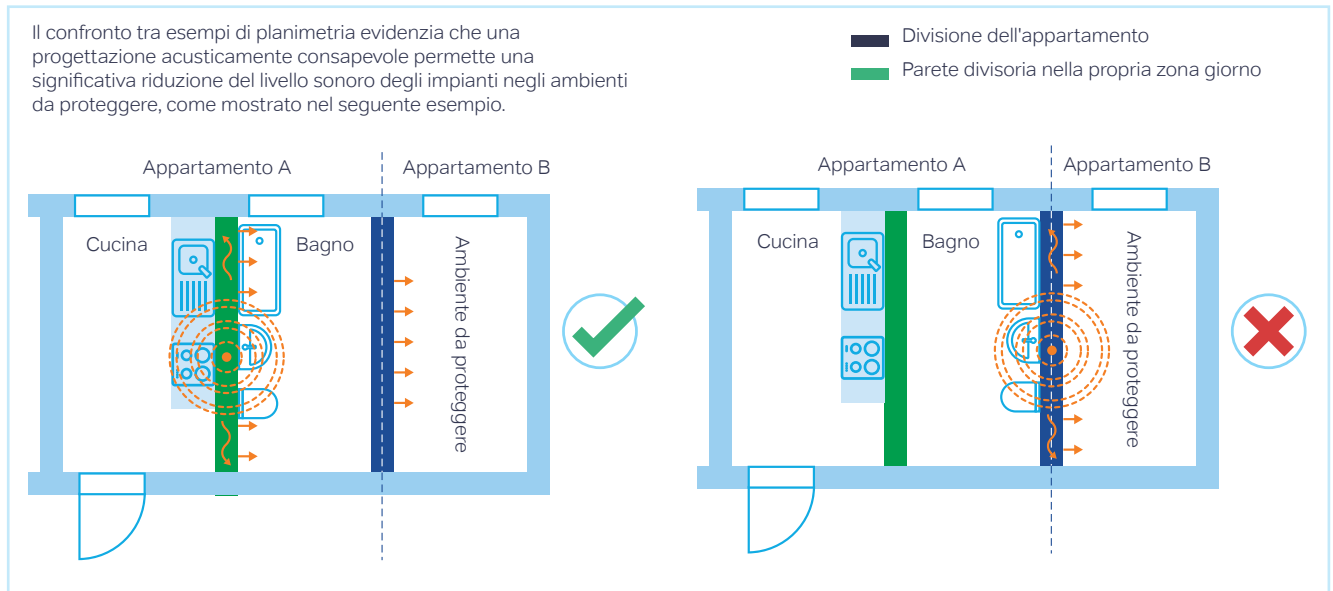 Il confronto tra esempi di planimetria evidenzia che una
progettazione acusticamente consapevole permette una
significativa riduzione del livello sonoro degli impianti negli ambienti
da proteggere, come mostrato nel seguente esempio.
Divisione dell'appartamento
Parete divisoria nella propria zona giorno
Appartamento A
Appartamento B
Cucina
Bagno
Ambiente da proteggere
Appartamento A
Appartamento B
Cucina
Bagno
Ambiente da proteggere